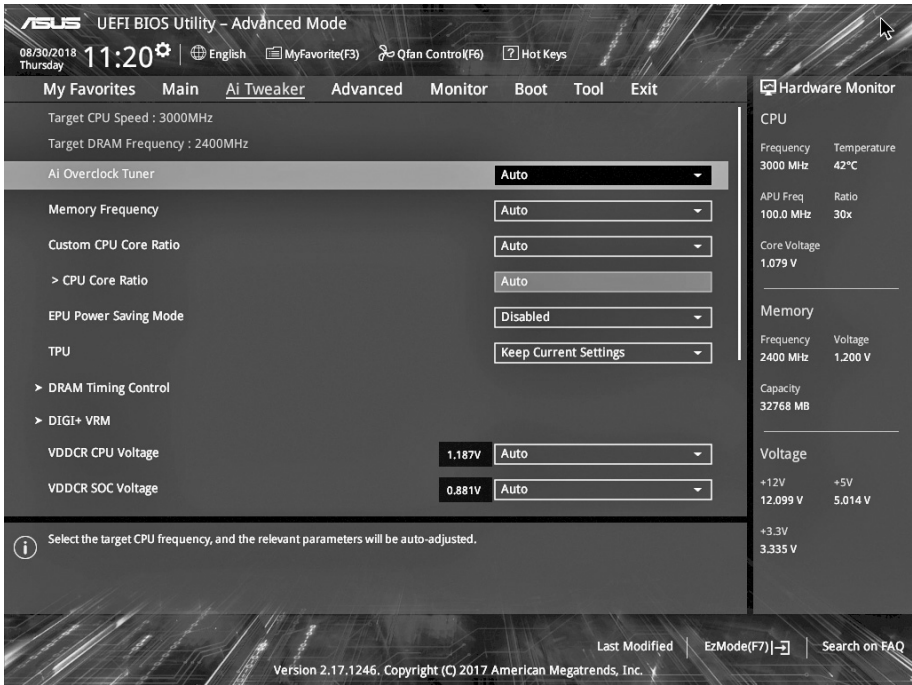 ASUS UEFI BIOS Utility – Advanced Mode
08/30/2018
Thursday
11:20
English
MyFavorite(F3)
Qfan Control(F6)
? Hot Keys
My Favorites Main Ai Tweaker Advanced Monitor Boot Tool Exit
Target CPU Speed : 3000MHz
Target DRAM Frequency : 2400MHz
Ai Overclock Tuner Auto
Memory Frequency Auto
Custom CPU Core Ratio Auto
> CPU Core Ratio Auto
EPU Power Saving Mode Disabled
TPU Keep Current Settings
> DRAM Timing Control
> DIGI+ VRM
VDDCR CPU Voltage 1.187V Auto
VDDCR SOC Voltage 0.881V Auto
Select the target CPU frequency, and the relevant parameters will be auto-adjusted.
Hardware Monitor
CPU
Frequency Temperature
3000 MHz 42°C
APU Freq Ratio
100.0 MHz 30x
Core Voltage
1.079 V
Memory
Frequency Voltage
2400 MHz 1.200 V
Capacity
32768 MB
Voltage
+12V +5V
12.099 V 5.014 V
+3.3V
3.335 V
Last Modified
EzMode(F7)
Search on FAQ
Version 2.17.1246. Copyright (C) 2017 American Megatrends, Inc.